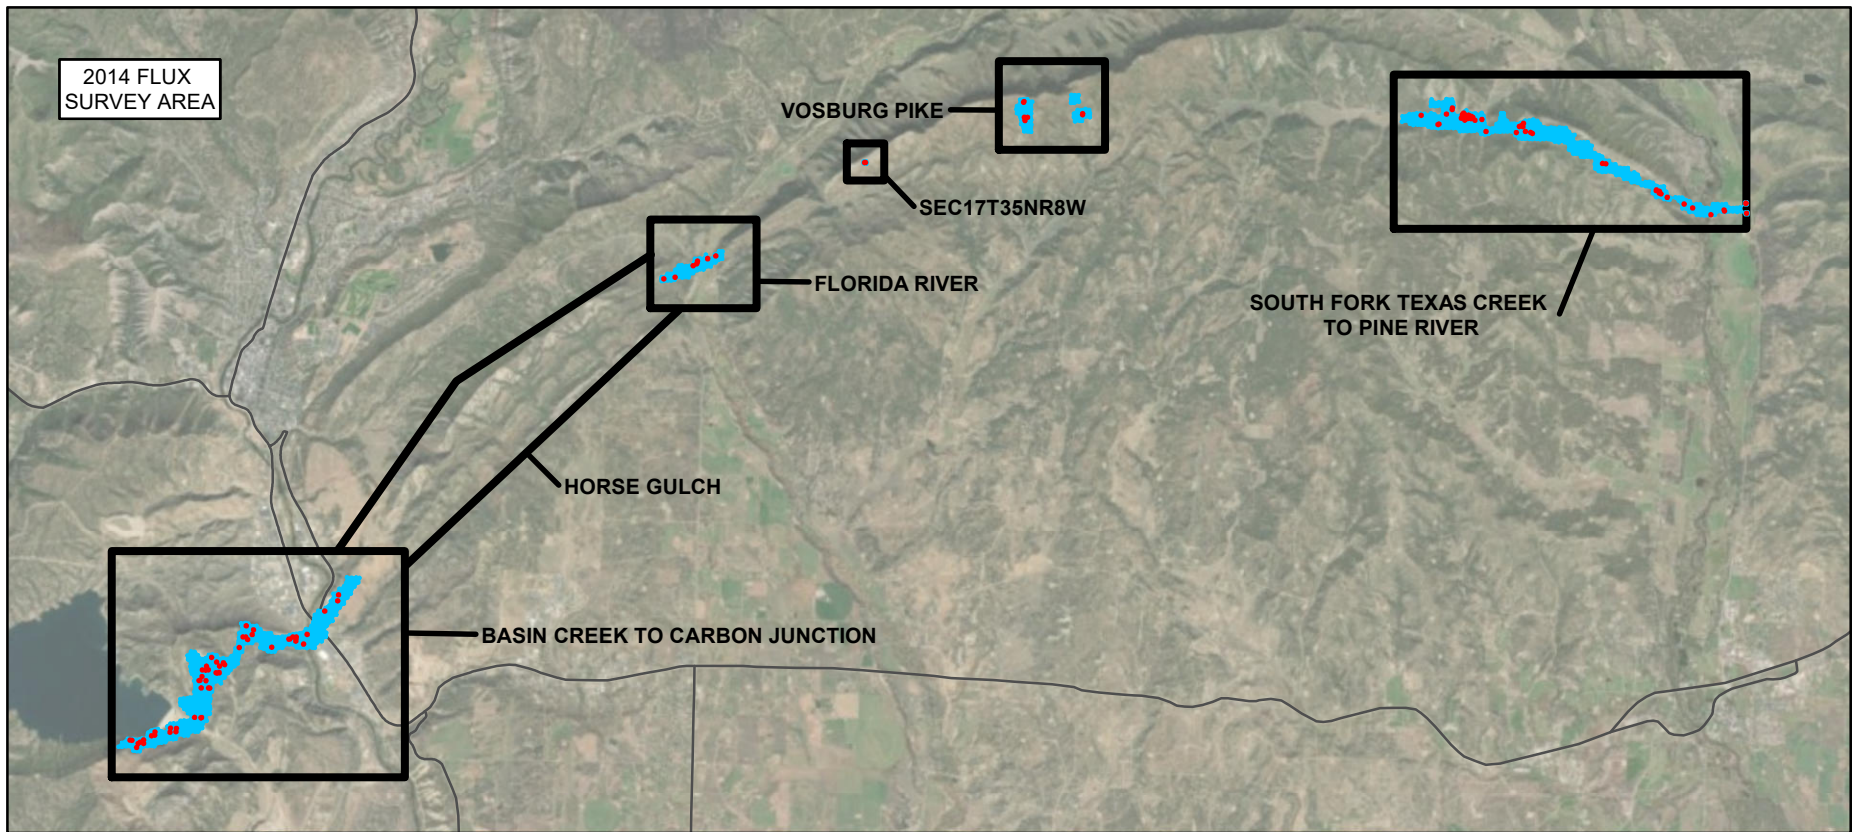 2014 FLUX
SURVEY AREA
VOSBURG PIKE
SEC17T35NR8W
FLORIDA RIVER
SOUTH FORK TEXAS CREEK
TO PINE RIVER
HORSE GULCH
BASIN CREEK TO CARBON JUNCTION